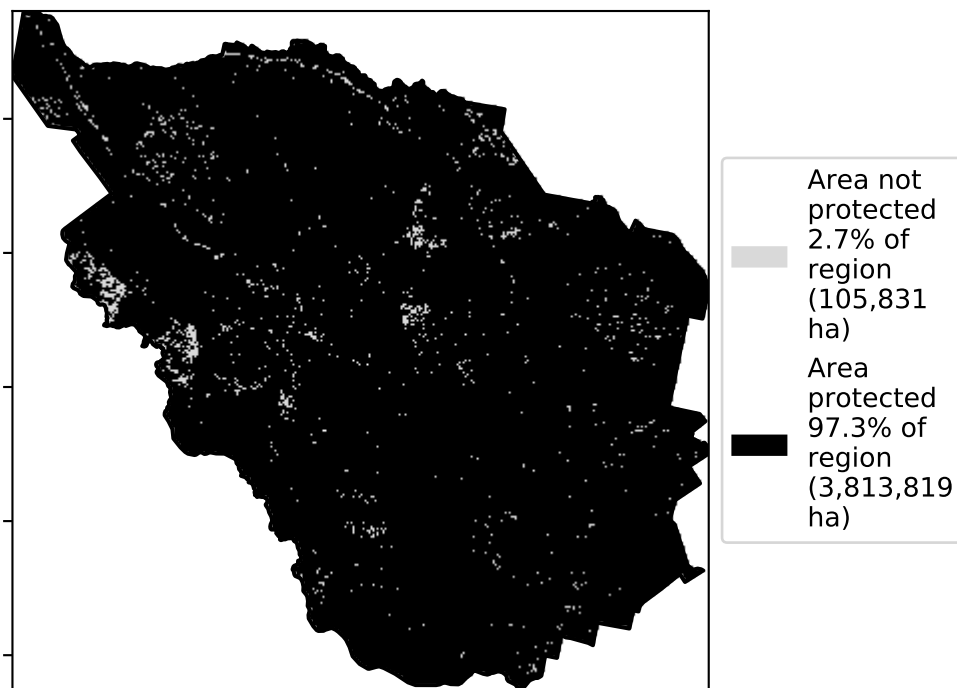 Area not
protected
2.7% of
region
(105,831
ha)
Area
protected
97.3% of
region
(3,813,819
ha)